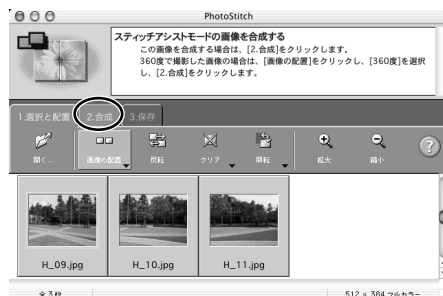 PhotoStitch
スティッチアシストモードの画像を合成する
この画像を合成する場合は、[2.合成]をクリックします。
360度で撮影した画像の場合は、[画像の配置]をクリックし、[360度]を選択
し、[2.合成]をクリックします。
1.選択と配置 2.合成 3.保存
開く... 画像の配置 反転 クリア 回転 拡大 縮小 ?
H_09.jpg H_10.jpg H_11.jpg
全 3 枚 512 × 384 フルカラー